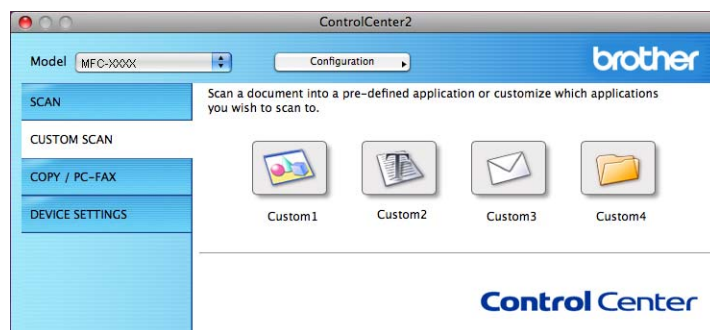 ControlCenter2
Model MFC-XXXX Configuration brother
SCAN
CUSTOM SCAN
COPY / PC-FAX
DEVICE SETTINGS
Scan a document into a pre-defined application or customize which applications
you wish to scan to.
T
Custom1 Custom2 Custom3 Custom4
Control Center